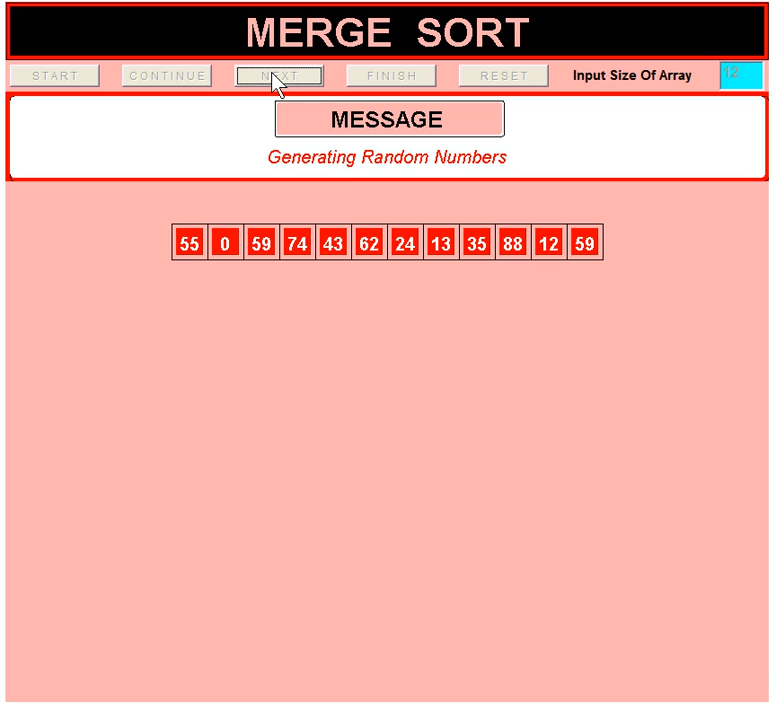 MERGE SORT
START CONTINUE NEXT FINISH RESET Input Size Of Array 12
MESSAGE
Generating Random Numbers
55 0 59 74 43 62 24 13 35 88 12 59